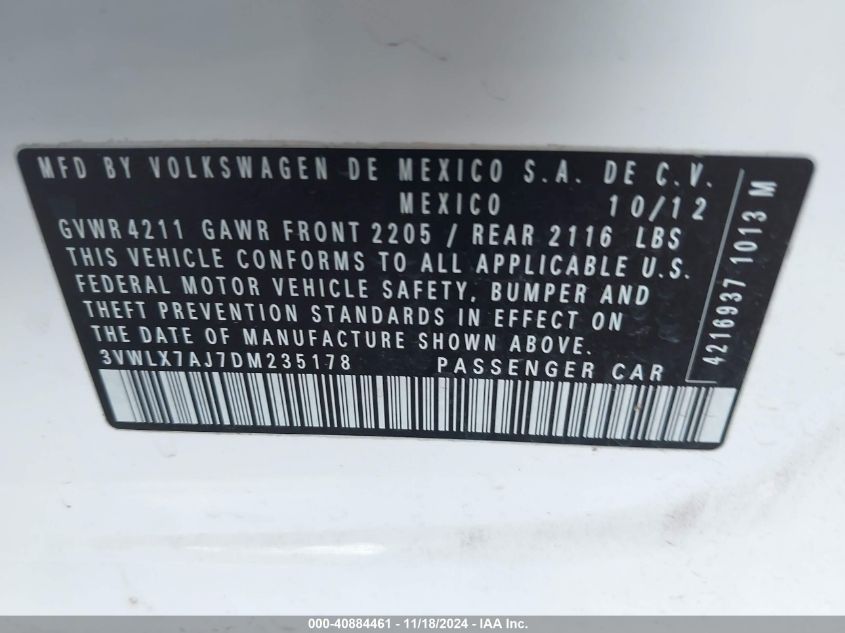 MFD BY VOLKSWAGEN DE MEXICO S.A. DE C.V.
MEXICO 10/12
GVWR 4211 GAWR FRONT 2205 / REAR 2116 LBS
THIS VEHICLE CONFORMS TO ALL APPLICABLE U.S.
FEDERAL MOTOR VEHICLE SAFETY, BUMPER AND
THEFT PREVENTION STANDARDS IN EFFECT ON
THE DATE OF MANUFACTURE SHOWN ABOVE.
3VWLX7AJ7DM235178 PASSENGER CAR
4216937 1013 M
000-40884461 - 11/18/2024 - IAA Inc.